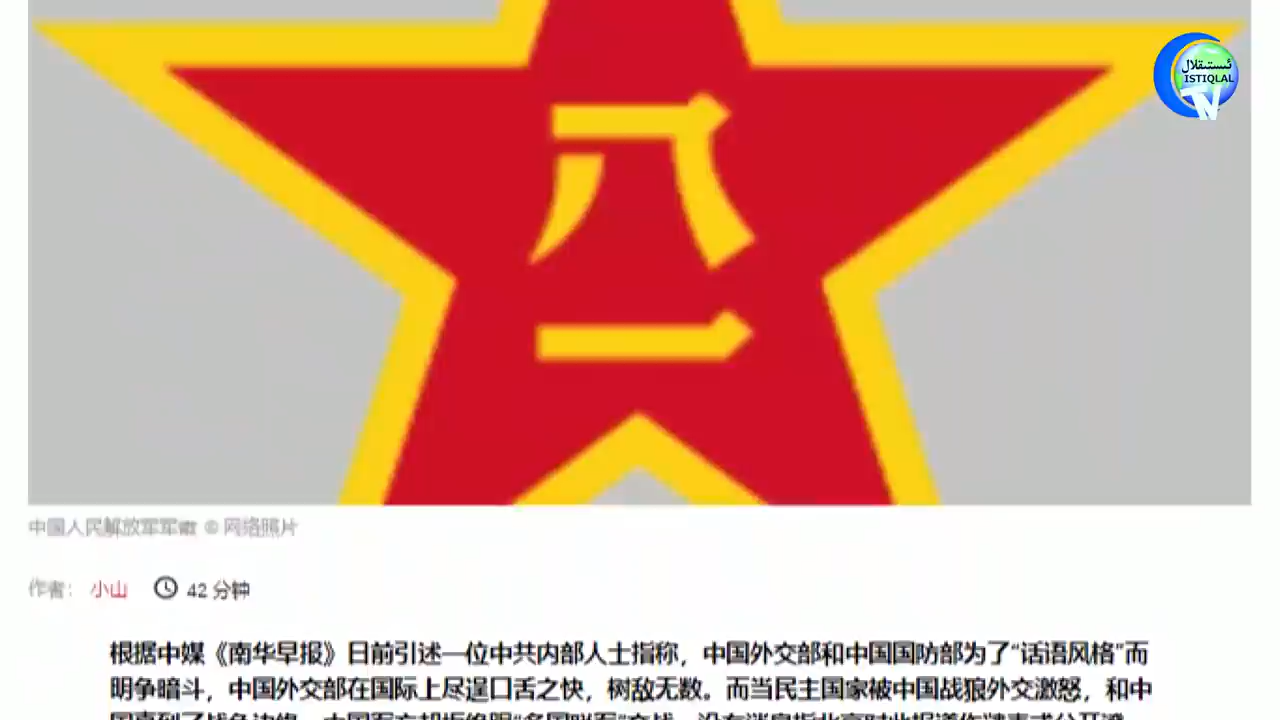 八
一
ئىستىقلال
ISTIQLAL
TV
中国人民解放军军徽 © 网络照片
作者： 小山 42 分钟
根据中媒《南华早报》日前引述一位中共内部人士指称，中国外交部和中国国防部为了“话语风格”而
明争暗斗，中国外交部在国际上尽逞口舌之快，树敌无数。而当民主国家被中国战狼外交激怒，和中